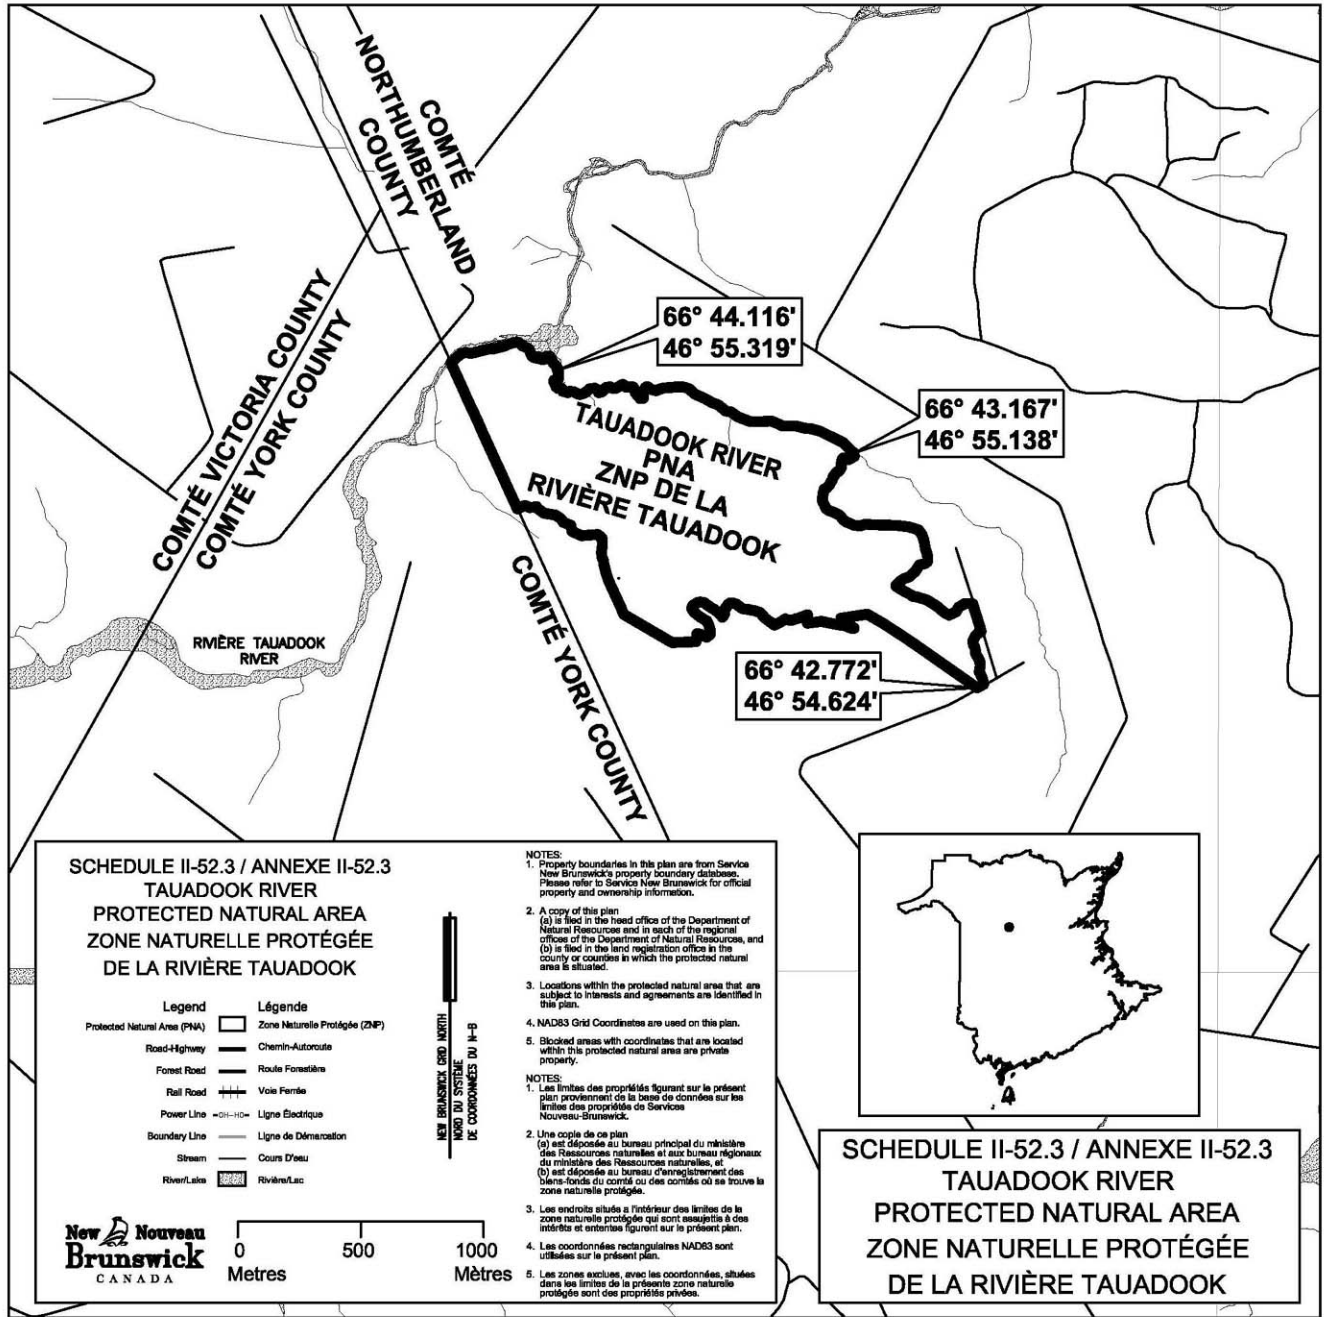 COMTÉ
NORTHUMBERLAND
COUNTY
COMTÉ VICTORIA COUNTY
COMTÉ YORK COUNTY
66° 44.116'
46° 55.319'
66° 43.167'
46° 55.138'
TAUADOOK RIVER
PNA
ZNP DE LA
RIVIÈRE TAUADOOK
COMTÉ YORK COUNTY
RIVIÈRE TAUADOOK
RIVER
66° 42.772'
46° 54.624'
SCHEDULE II-52.3 / ANNEXE II-52.3
TAUADOOK RIVER
PROTECTED NATURAL AREA
ZONE NATURELLE PROTÉGÉE
DE LA RIVIÈRE TAUADOOK
Legend Légende
Protected Natural Area (PNA) Zone Naturelle Protégée (ZNP)
Road-Highway Chemin-Autoroute
Forest Road Route Forestière
Rail Road Voie Ferrée
Power Line OH-HD Ligne Électrique
Boundary Line Ligne de Démarcation
Stream Cours D'eau
River/Lake Rivière/Lac
NEW BRUNSWICK GRID NORTH
NORD DU SYSTÈME
DE COORDONNÉES DU N-B
New Nouveau
Brunswick
CANADA
0 500 1000
Metres Mètres
NOTES:
1. Property boundaries in this plan are from Service
New Brunswick's property boundary database.
Please refer to Service New Brunswick for official
property and ownership information.
2. A copy of this plan
(a) is filed in the head office of the Department of
Natural Resources and in each of the regional
offices of the Department of Natural Resources, and
(b) is filed in the land registration office in the
county or counties in which the protected natural
area is situated.
3. Locations within the protected natural area that are
subject to interests and agreements are identified in
this plan.
4. NAD83 Grid Coordinates are used on this plan.
5. Blocked areas with coordinates that are located
within this protected natural area are private
property.
NOTES:
1. Les limites des propriétés figurant sur le présent
plan proviennent de la base de données sur les
limites des propriétés de Services
Nouveau-Brunswick.
2. Une copie de ce plan
(a) est déposée au bureau principal du ministère
des Ressources naturelles et aux bureau régionaux
du ministère des Ressources naturelles, et
(b) est déposée au bureau d'enregistrement des
biens-fonds du comté ou des comtés où se trouve la
zone naturelle protégée.
3. Les endroits situés a l'intérieur des limites de la
zone naturelle protégée qui sont assujettis à des
intérêts et ententes figurent sur le présent plan.
4. Les coordonnées rectangulaires NAD83 sont
utilisées sur le présent plan.
5. Les zones exclues, avec les coordonnées, situées
dans les limites de la présente zone naturelle
protégée sont des propriétés privées.
SCHEDULE II-52.3 / ANNEXE II-52.3
TAUADOOK RIVER
PROTECTED NATURAL AREA
ZONE NATURELLE PROTÉGÉE
DE LA RIVIÈRE TAUADOOK